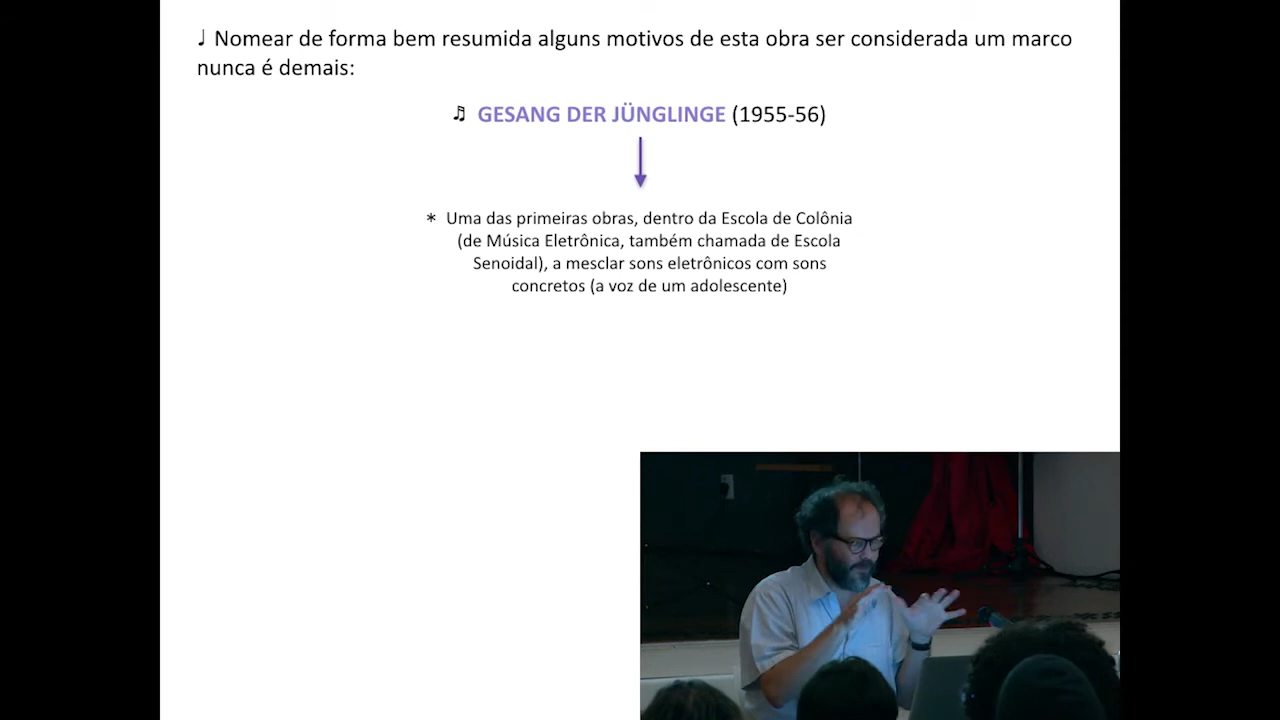 ♩ Nomear de forma bem resumida alguns motivos de esta obra ser considerada um marco
nunca é demais:
♫ GESANG DER JÜNGLINGE (1955-56)
* Uma das primeiras obras, dentro da Escola de Colônia
(de Música Eletrônica, também chamada de Escola
Senoidal), a mesclar sons eletrônicos com sons
concretos (a voz de um adolescente)